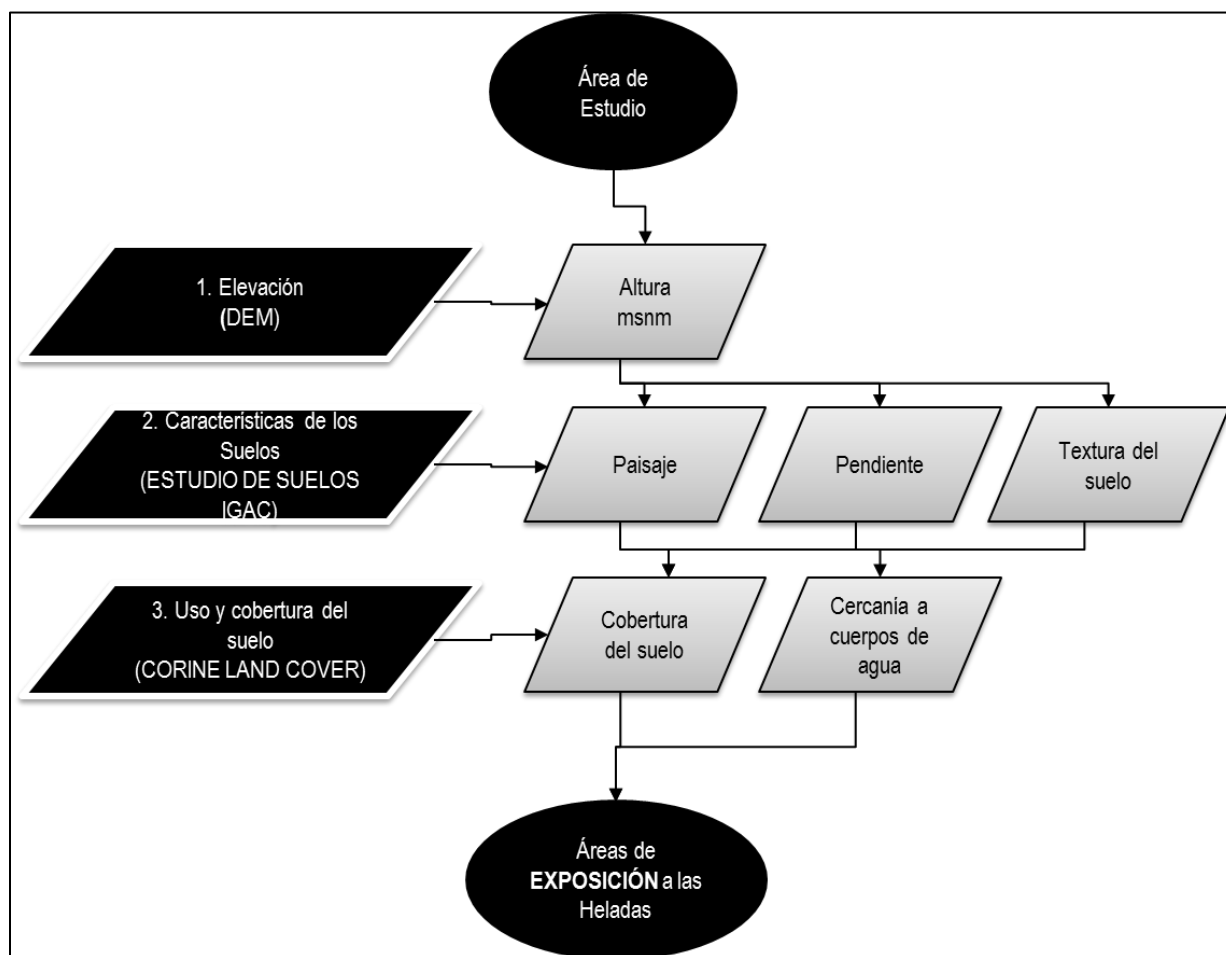 Área de
Estudio
1. Elevación
(DEM)
Altura
msnm
2. Características de los
Suelos
(ESTUDIO DE SUELOS
IGAC)
Paisaje
Pendiente
Textura del
suelo
3. Uso y cobertura del
suelo
(CORINE LAND COVER)
Cobertura
del suelo
Cercanía a
cuerpos de
agua
Áreas de
EXPOSICIÓN a las
Heladas